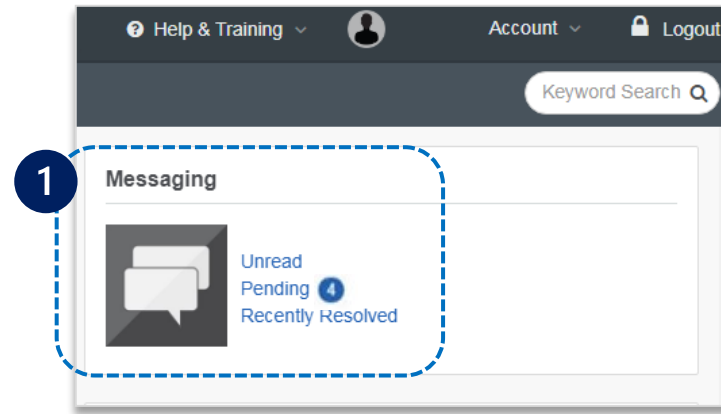 Help & Training Account Logout
Keyword Search
1
Messaging
Unread
Pending 4
Recently Resolved